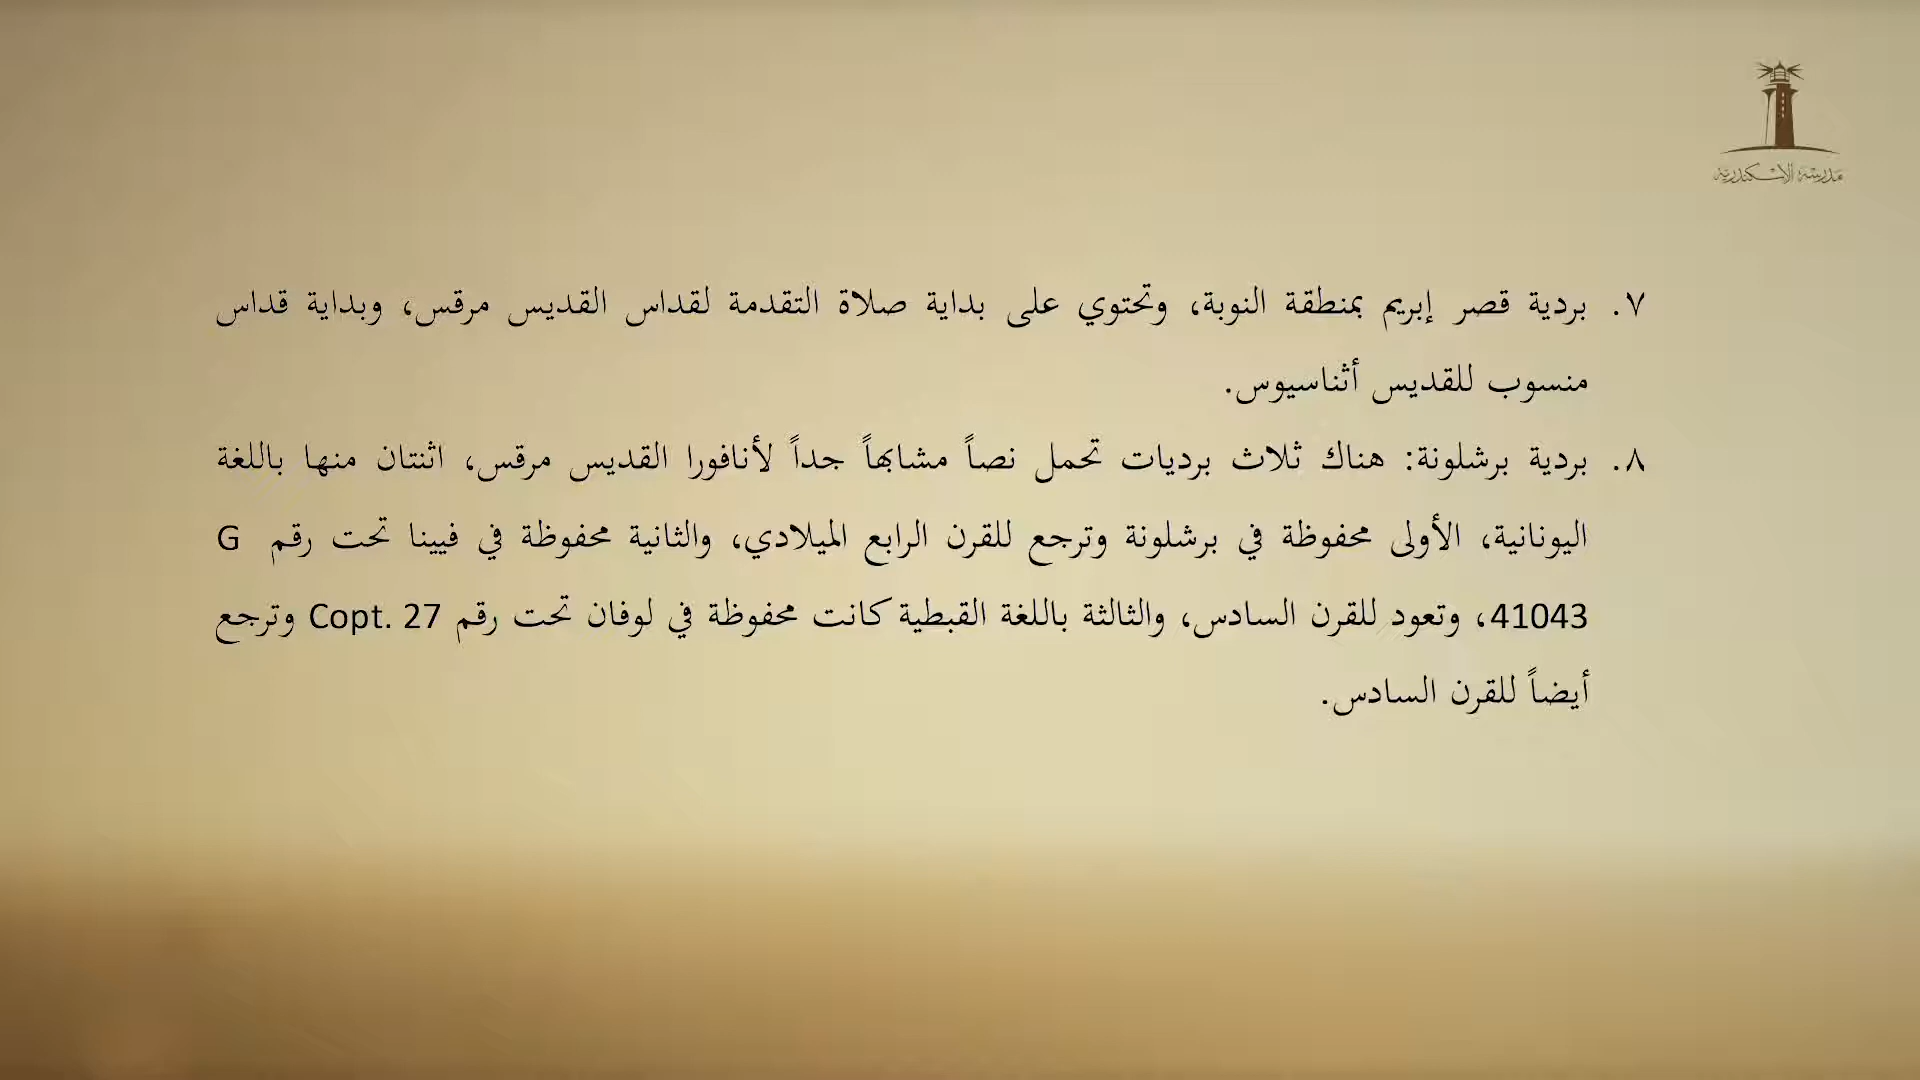 مدرسة الإسكندرية
٧. بردية قصر إبريم بمنطقة النوبة، وتحتوي على بداية صلاة التقدمة لقداس القديس مرقس، وبداية قداس
منسوب للقديس أثناسيوس.
٨. بردية برشلونة: هناك ثلاث برديات تحمل نصاً مشابهاً جداً لأنافورا القديس مرقس، اثنتان منها باللغة
اليونانية، الأولى محفوظة في برشلونة وترجع للقرن الرابع الميلادي، والثانية محفوظة في فيينا تحت رقم G
41043، وتعود للقرن السادس، والثالثة باللغة القبطية كانت محفوظة في لوفان تحت رقم Copt. 27 وترجع
أيضاً للقرن السادس.